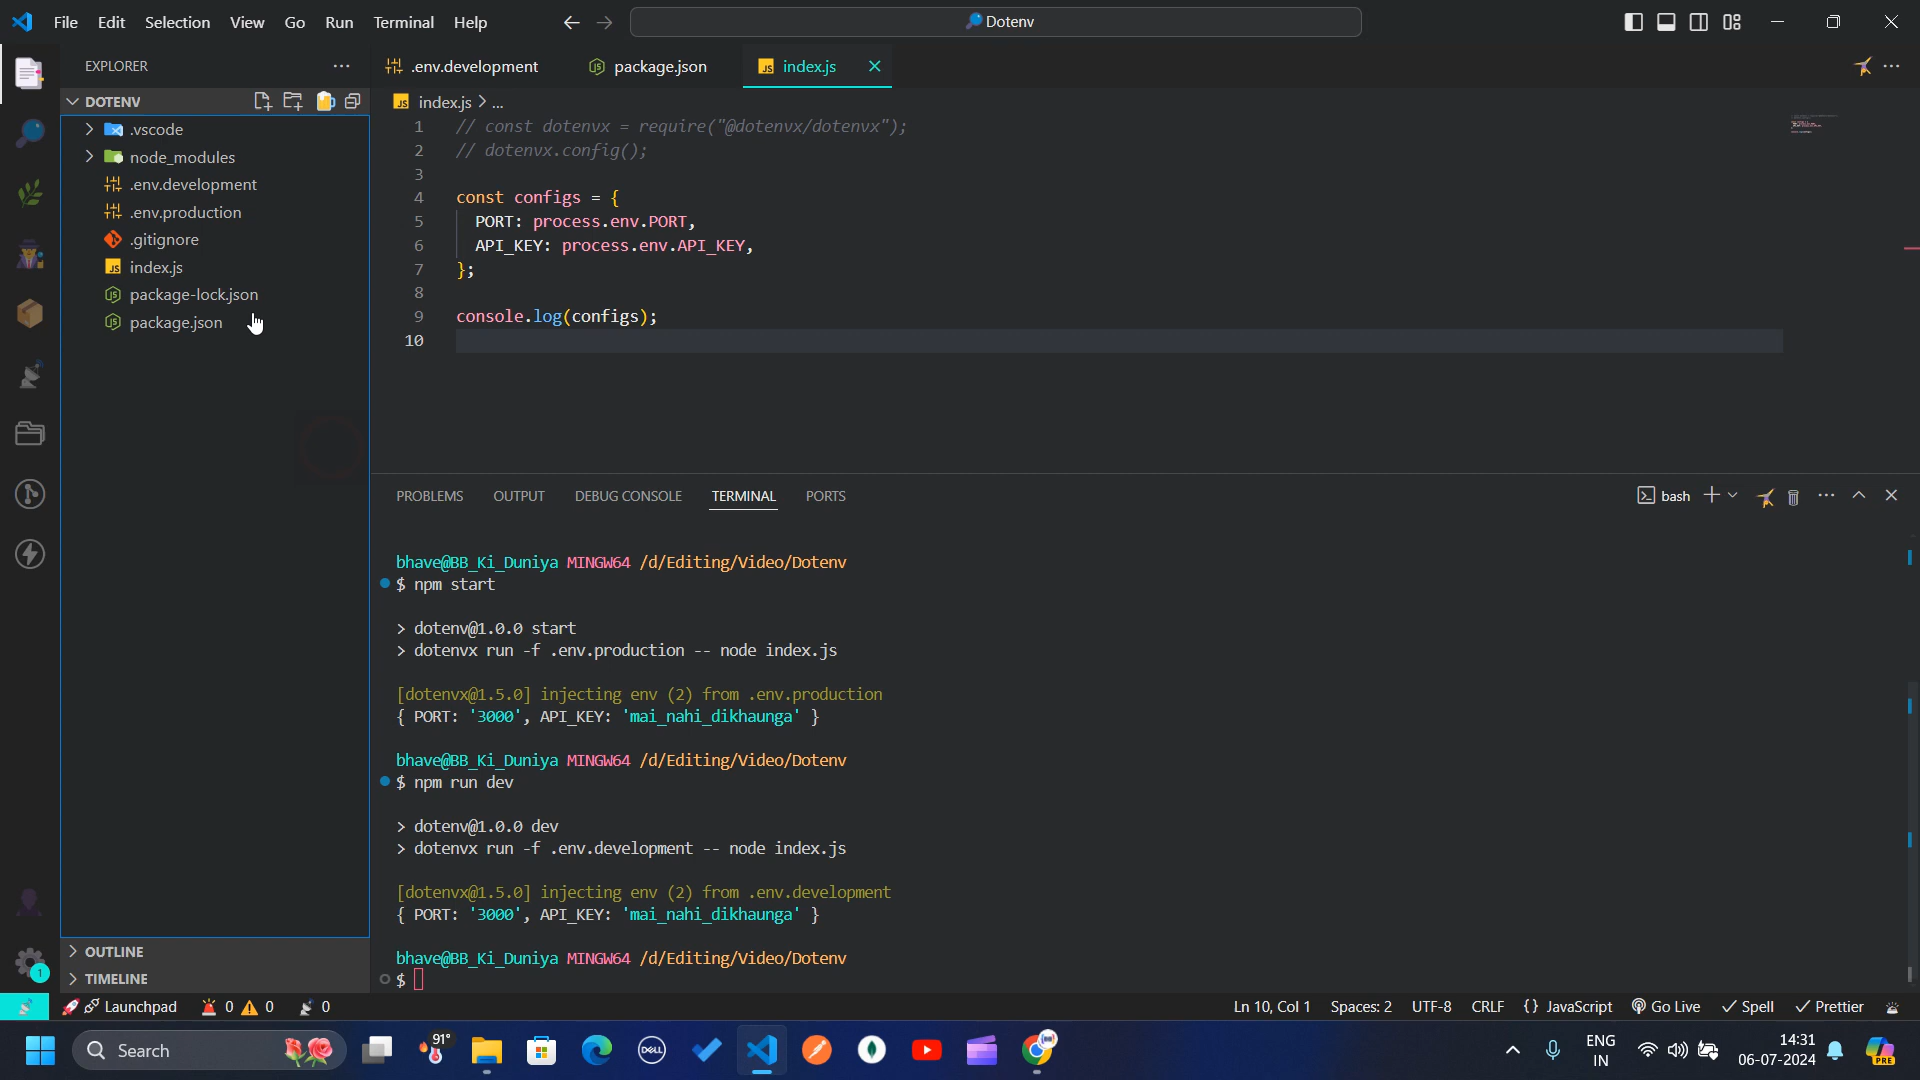 File Edit Selection View Go Run Terminal Help
Dotenv
EXPLORER
.env.development
package.json
index.js
DOTENV
index.js > ...
.vscode
node_modules
.env.development
.env.production
.gitignore
index.js
package-lock.json
package.json
1 // const dotenvx = require("@dotenvx/dotenvx");
2 // dotenvx.config();
3
4 const configs = {
5 PORT: process.env.PORT,
6 API_KEY: process.env.API_KEY,
7 };
8
9 console.log(configs);
10
PROBLEMS OUTPUT DEBUG CONSOLE TERMINAL PORTS
bash
bhave@BB_Ki_Duniya MINGW64 /d/Editing/Video/Dotenv
$ npm start
> dotenv@1.0.0 start
> dotenvx run -f .env.production -- node index.js
[dotenvx@1.5.0] injecting env (2) from .env.production
{ PORT: '3000', API_KEY: 'mai_nahi_dikhaunga' }
bhave@BB_Ki_Duniya MINGW64 /d/Editing/Video/Dotenv
$ npm run dev
> dotenv@1.0.0 dev
> dotenvx run -f .env.development -- node index.js
[dotenvx@1.5.0] injecting env (2) from .env.development
{ PORT: '3000', API_KEY: 'mai_nahi_dikhaunga' }
bhave@BB_Ki_Duniya MINGW64 /d/Editing/Video/Dotenv
$
OUTLINE
TIMELINE
1
Launchpad 0 0 0
Ln 10, Col 1 Spaces: 2 UTF-8 CRLF {} JavaScript Go Live Spell Prettier
Search
91°
DELL
ENG
IN
14:31
06-07-2024
PRE